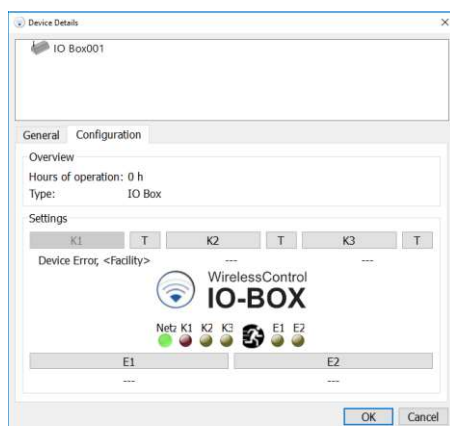 Device Details
IO Box001
General Configuration
Overview
Hours of operation: 0 h
Type: IO Box
Settings
K1 T K2 T K3 T
Device Error, <Facility> --- ---
WirelessControl
IO-BOX
Netz K1 K2 K3 E1 E2
E1 E2
--- ---
OK Cancel